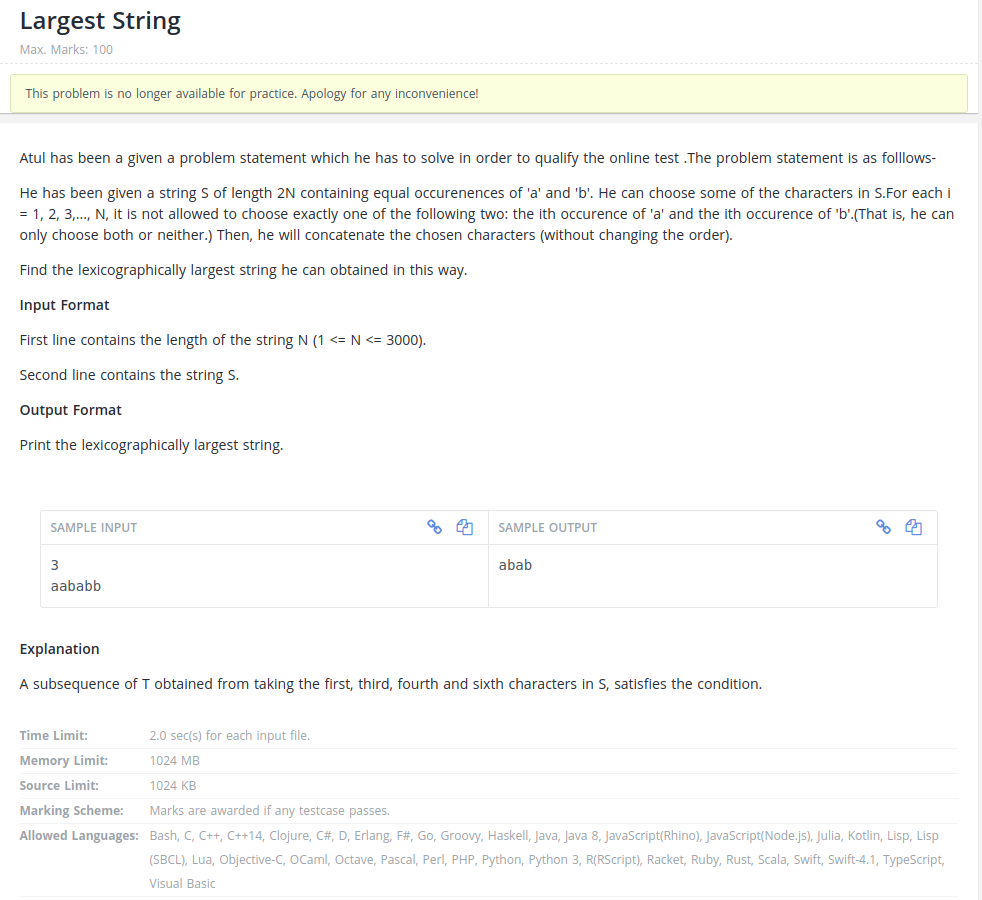 Largest String
Max. Marks: 100
This problem is no longer available for practice. Apology for any inconvenience!
Atul has been a given a problem statement which he has to solve in order to qualify the online test .The problem statement is as folllows-
He has been given a string S of length 2N containing equal occurenences of 'a' and 'b'. He can choose some of the characters in S.For each i
= 1, 2, 3,..., N, it is not allowed to choose exactly one of the following two: the ith occurence of 'a' and the ith occurence of 'b'.(That is, he can
only choose both or neither.) Then, he will concatenate the chosen characters (without changing the order).
Find the lexicographically largest string he can obtained in this way.
Input Format
First line contains the length of the string N (1 <= N <= 3000).
Second line contains the string S.
Output Format
Print the lexicographically largest string.
SAMPLE INPUT
3
aababb
SAMPLE OUTPUT
abab
Explanation
A subsequence of T obtained from taking the first, third, fourth and sixth characters in S, satisfies the condition.
Time Limit: 2.0 sec(s) for each input file.
Memory Limit: 1024 MB
Source Limit: 1024 KB
Marking Scheme: Marks are awarded if any testcase passes.
Allowed Languages: Bash, C, C++, C++14, Clojure, C#, D, Erlang, F#, Go, Groovy, Haskell, Java, Java 8, JavaScript(Rhino), JavaScript(Node.js), Julia, Kotlin, Lisp, Lisp
(SBCL), Lua, Objective-C, OCaml, Octave, Pascal, Perl, PHP, Python, Python 3, R(RScript), Racket, Ruby, Rust, Scala, Swift, Swift-4.1, TypeScript,
Visual Basic